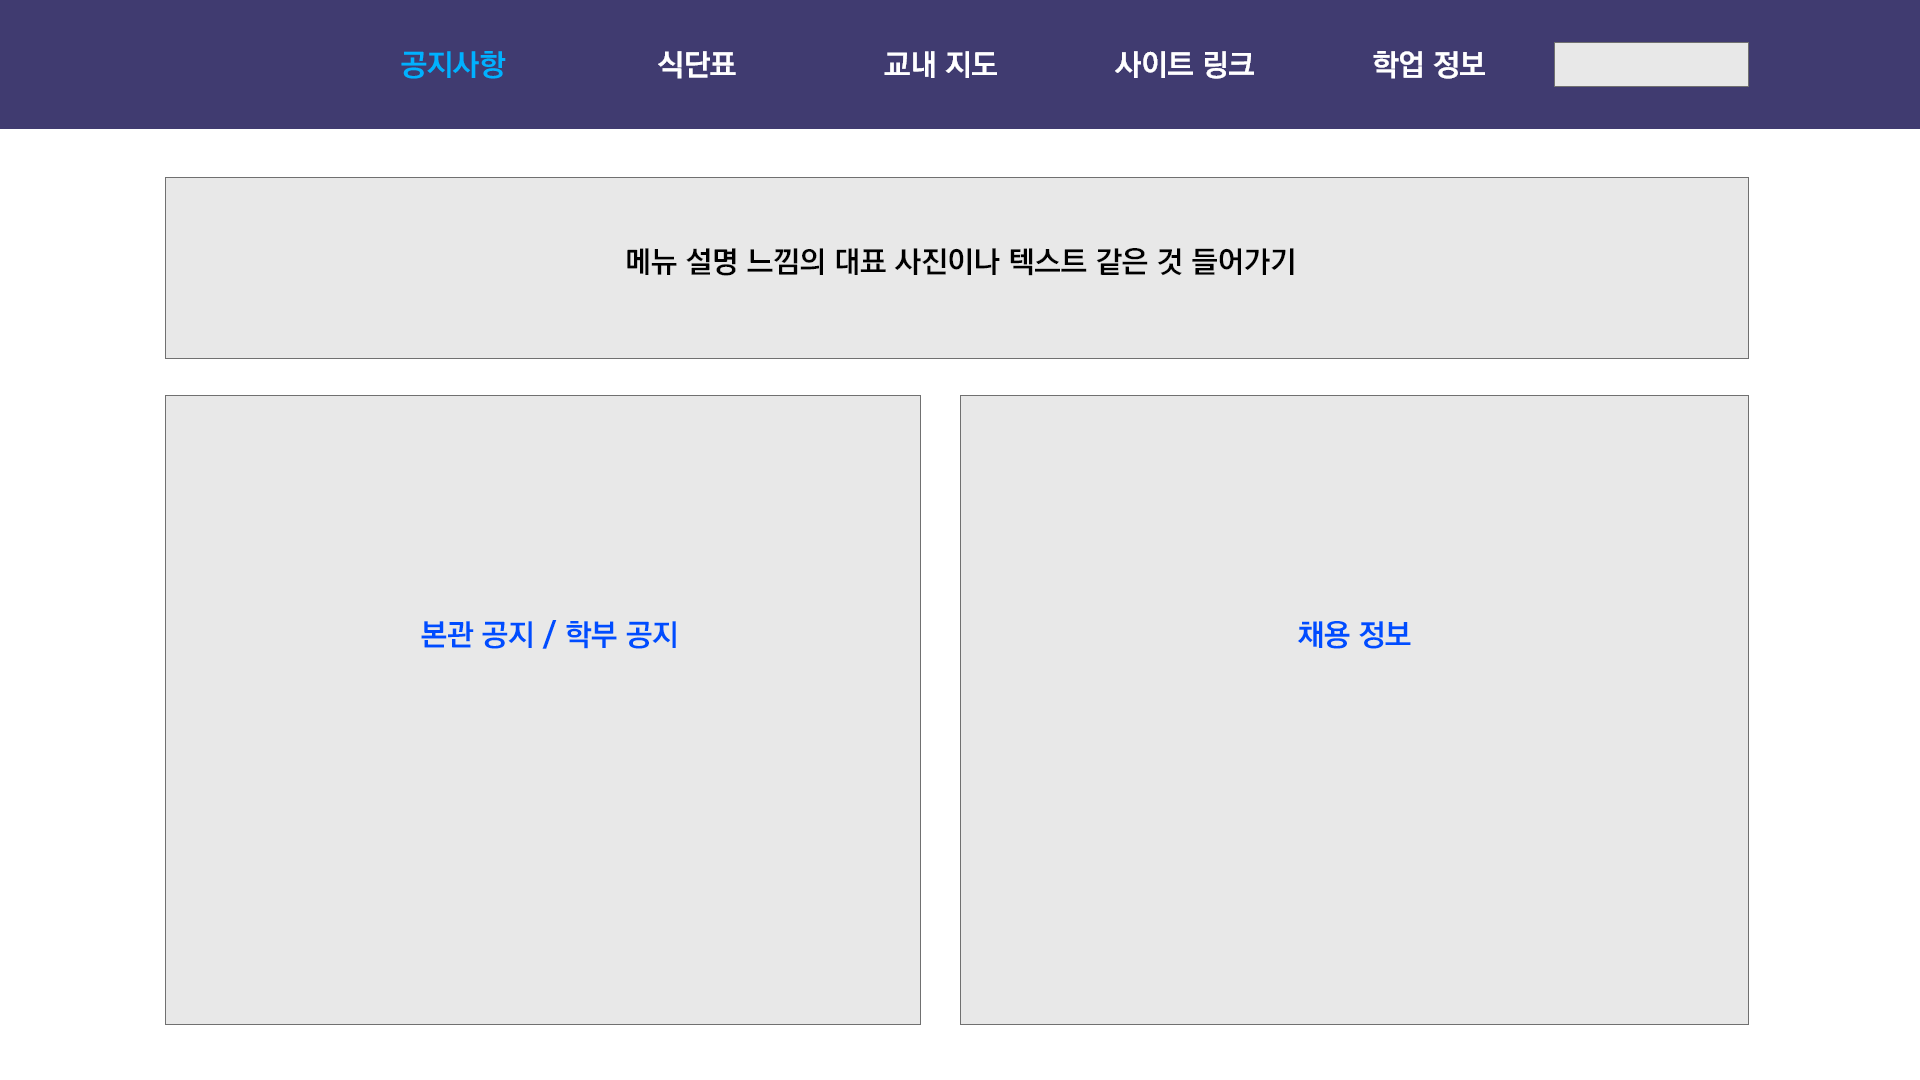 공지사항 식단표 교내 지도 사이트 링크 학업 정보
메뉴 설명 느낌의 대표 사진이나 텍스트 같은 것 들어가기
본관 공지 / 학부 공지
채용 정보